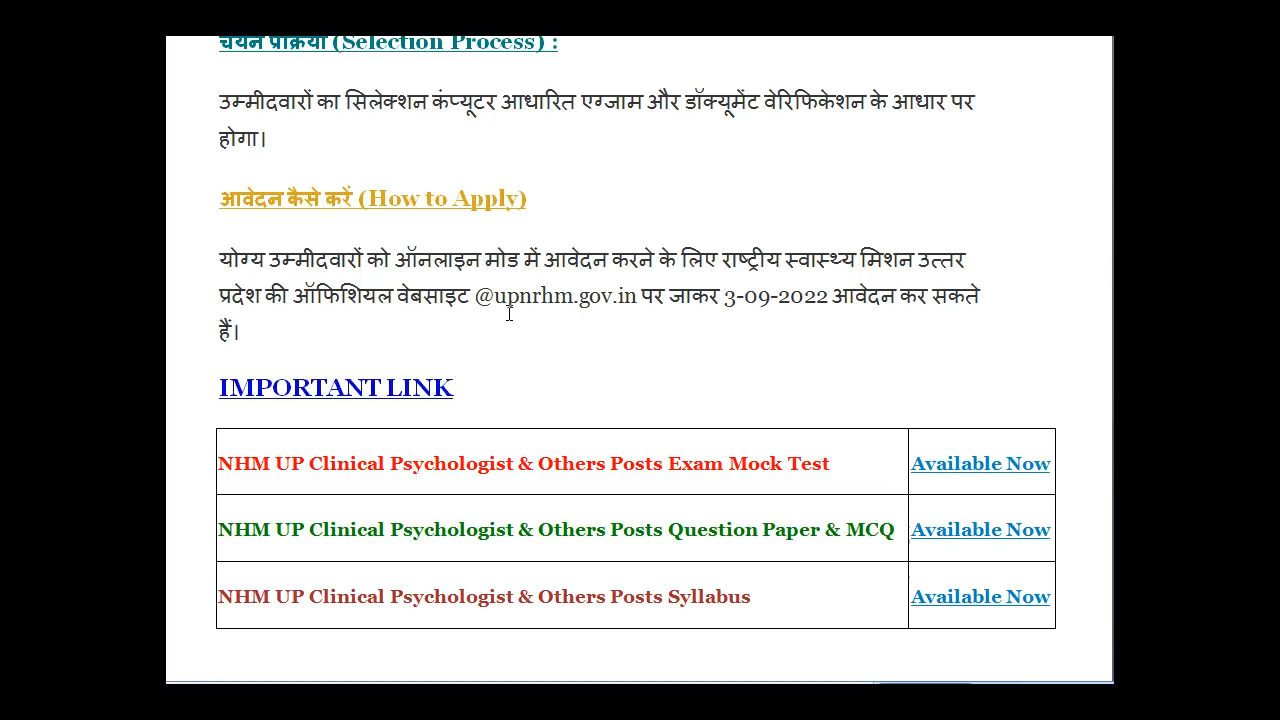 चयन प्रक्रिया (Selection Process) :
उम्मीदवारों का सिलेक्शन कंप्यूटर आधारित एग्जाम और डॉक्यूमेंट वेरिफिकेशन के आधार पर
होगा।
आवेदन कैसे करें (How to Apply)
योग्य उम्मीदवारों को ऑनलाइन मोड में आवेदन करने के लिए राष्ट्रीय स्वास्थ्य मिशन उत्तर
प्रदेश की ऑफिशियल वेबसाइट @upnrhm.gov.in पर जाकर 3-09-2022 आवेदन कर सकते
हैं।
IMPORTANT LINK
NHM UP Clinical Psychologist & Others Posts Exam Mock Test Available Now
NHM UP Clinical Psychologist & Others Posts Question Paper & MCQ Available Now
NHM UP Clinical Psychologist & Others Posts Syllabus Available Now